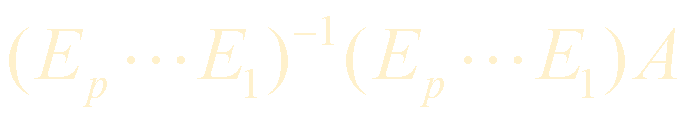 (E_p ⋯ E_1)^{-1} (E_p ⋯ E_1) A